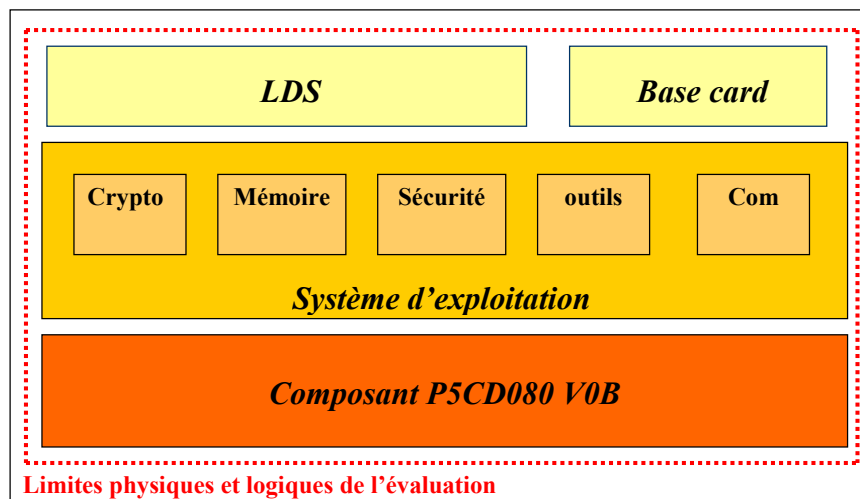 LDS
Base card
Crypto
Mémoire
Sécurité
outils
Com
Système d’exploitation
Composant P5CD080 V0B
Limites physiques et logiques de l’évaluation